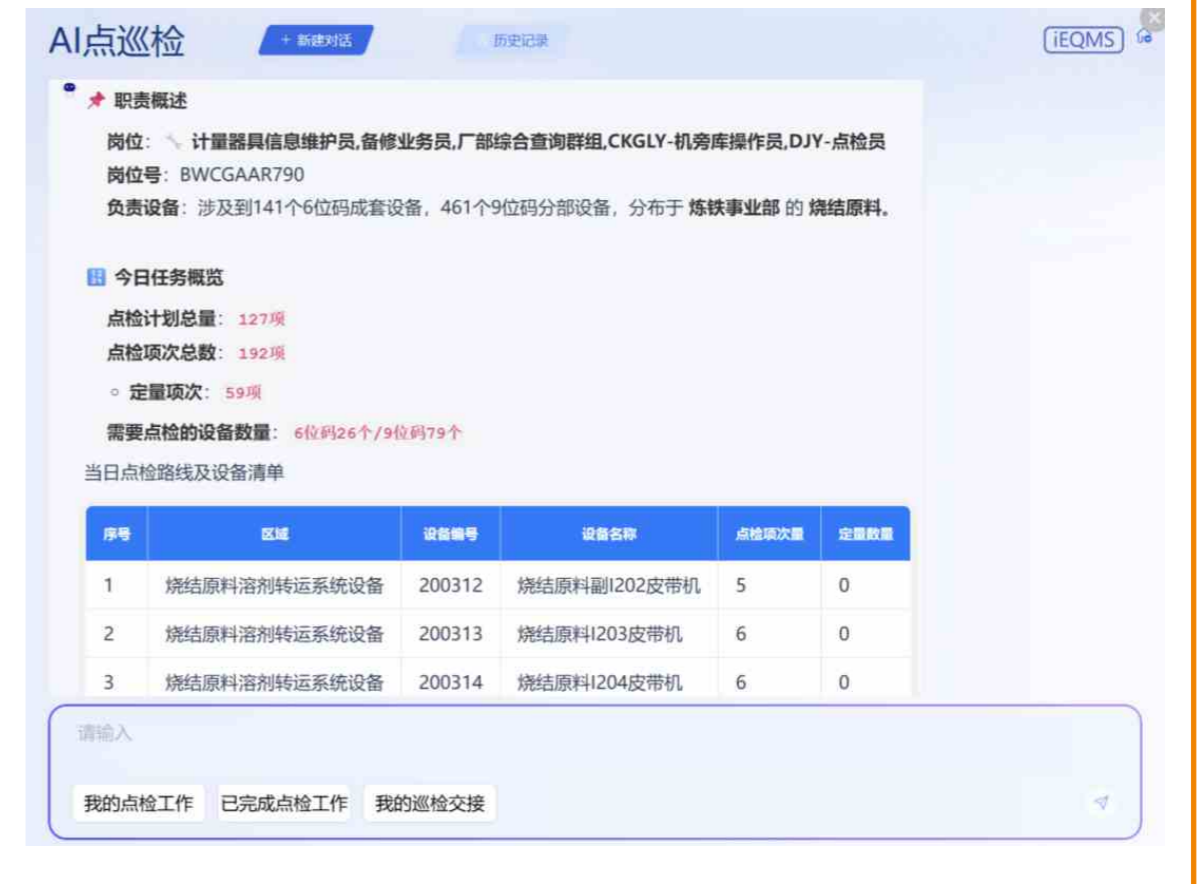 AI点巡检
+ 新建对话
历史记录
iEQMS
📌 职责概述
岗位：🔧 计量器具信息维护员,备修业务员,厂部综合查询群组,CKGLY-机旁库操作员,DJY-点检员
岗位号：BWCGAAR790
负责设备：涉及到141个6位码成套设备，461个9位码分部设备，分布于 炼铁事业部 的 烧结原料。
🔢 今日任务概览
点检计划总量：127项
点检项次总数：192项
○ 定量项次：59项
需要点检的设备数量：6位码26个/9位码79个
当日点检路线及设备清单
序号 区域 设备编号 设备名称 点检项次量 定量数量
1 烧结原料溶剂转运系统设备 200312 烧结原料副I202皮带机 5 0
2 烧结原料溶剂转运系统设备 200313 烧结原料I203皮带机 6 0
3 烧结原料溶剂转运系统设备 200314 烧结原料I204皮带机 6 0
请输入
我的点检工作 已完成点检工作 我的巡检交接